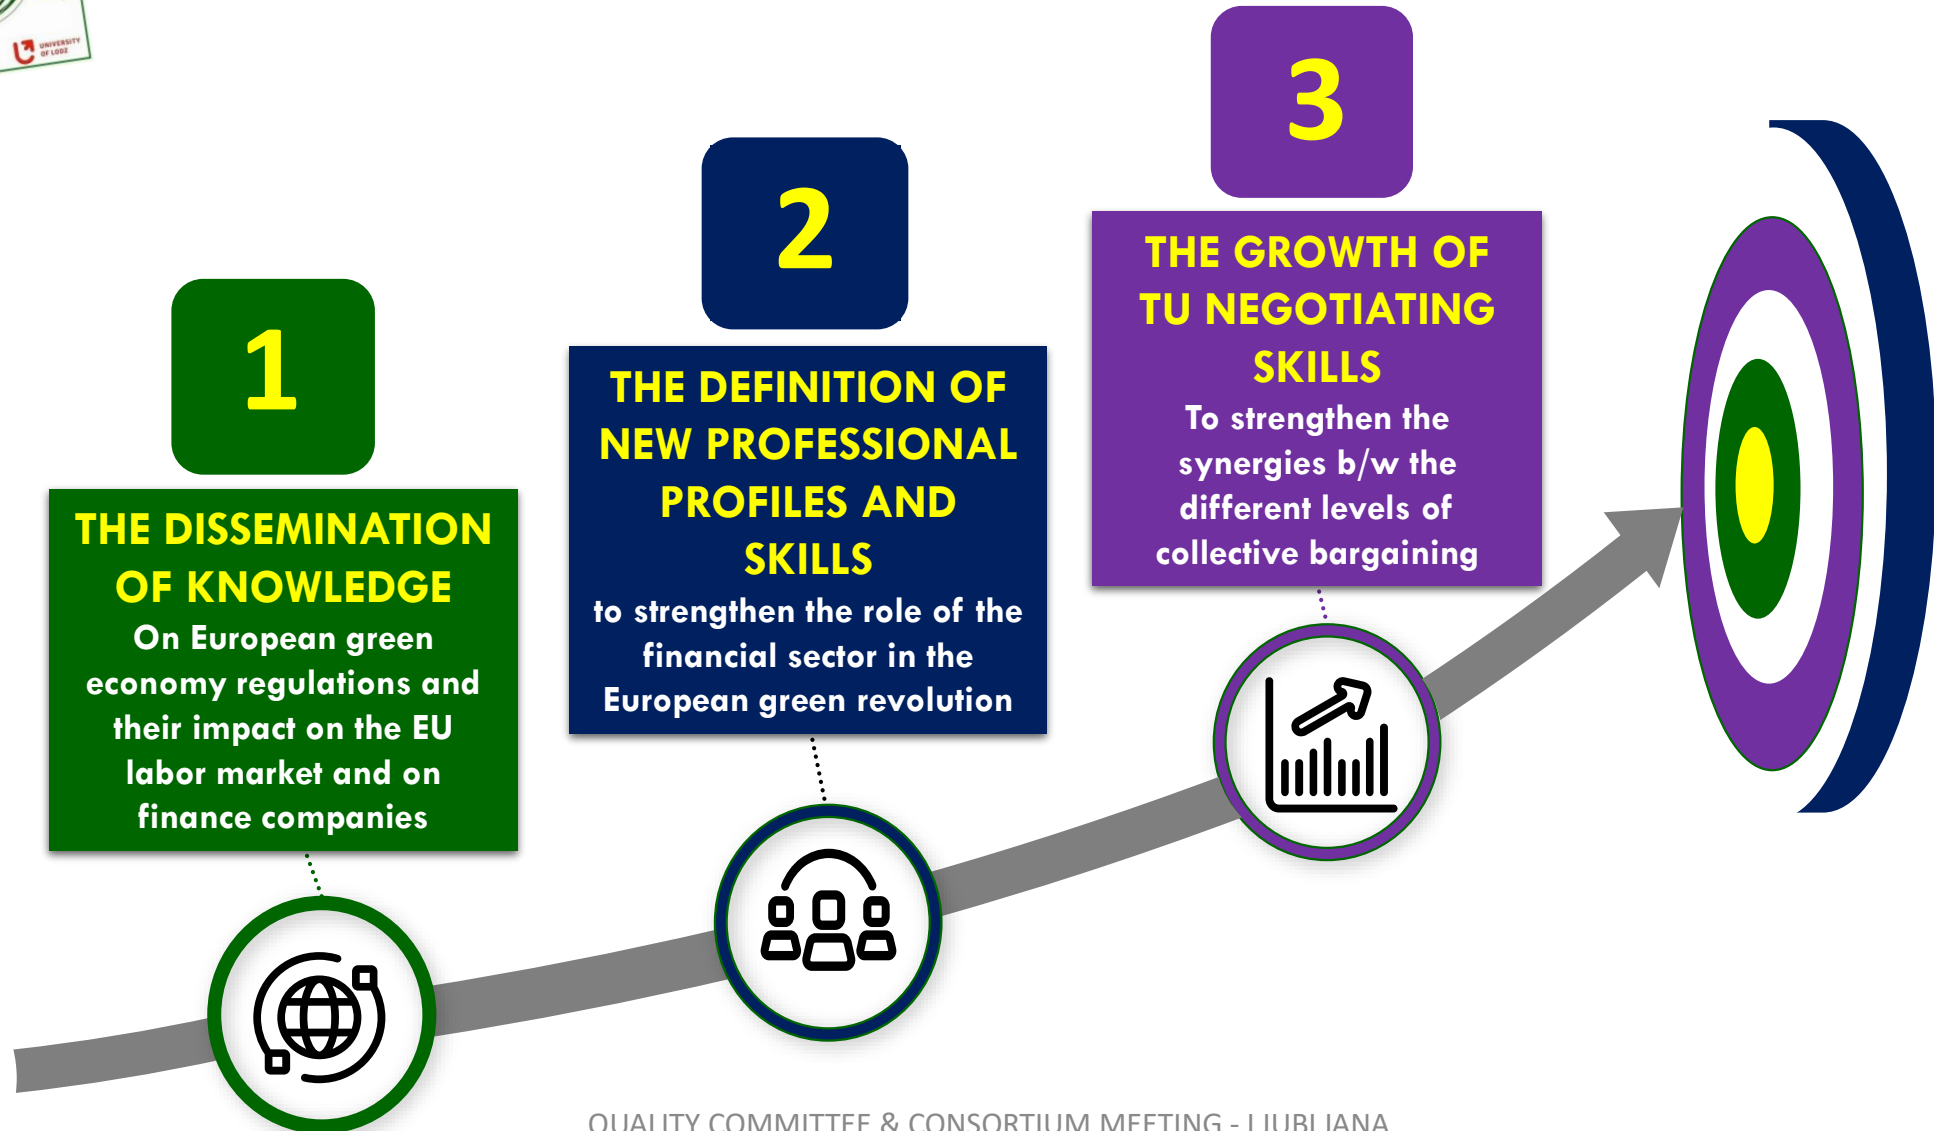 UNIVERSITY
OF LODZ
1
THE DISSEMINATION
OF KNOWLEDGE
On European green
economy regulations and
their impact on the EU
labor market and on
finance companies
2
THE DEFINITION OF
NEW PROFESSIONAL
PROFILES AND
SKILLS
to strengthen the role of the
financial sector in the
European green revolution
3
THE GROWTH OF
TU NEGOTIATING
SKILLS
To strengthen the
synergies b/w the
different levels of
collective bargaining
QUALITY COMMITTEE & CONSORTIUM MEETING - LJUBLJANA